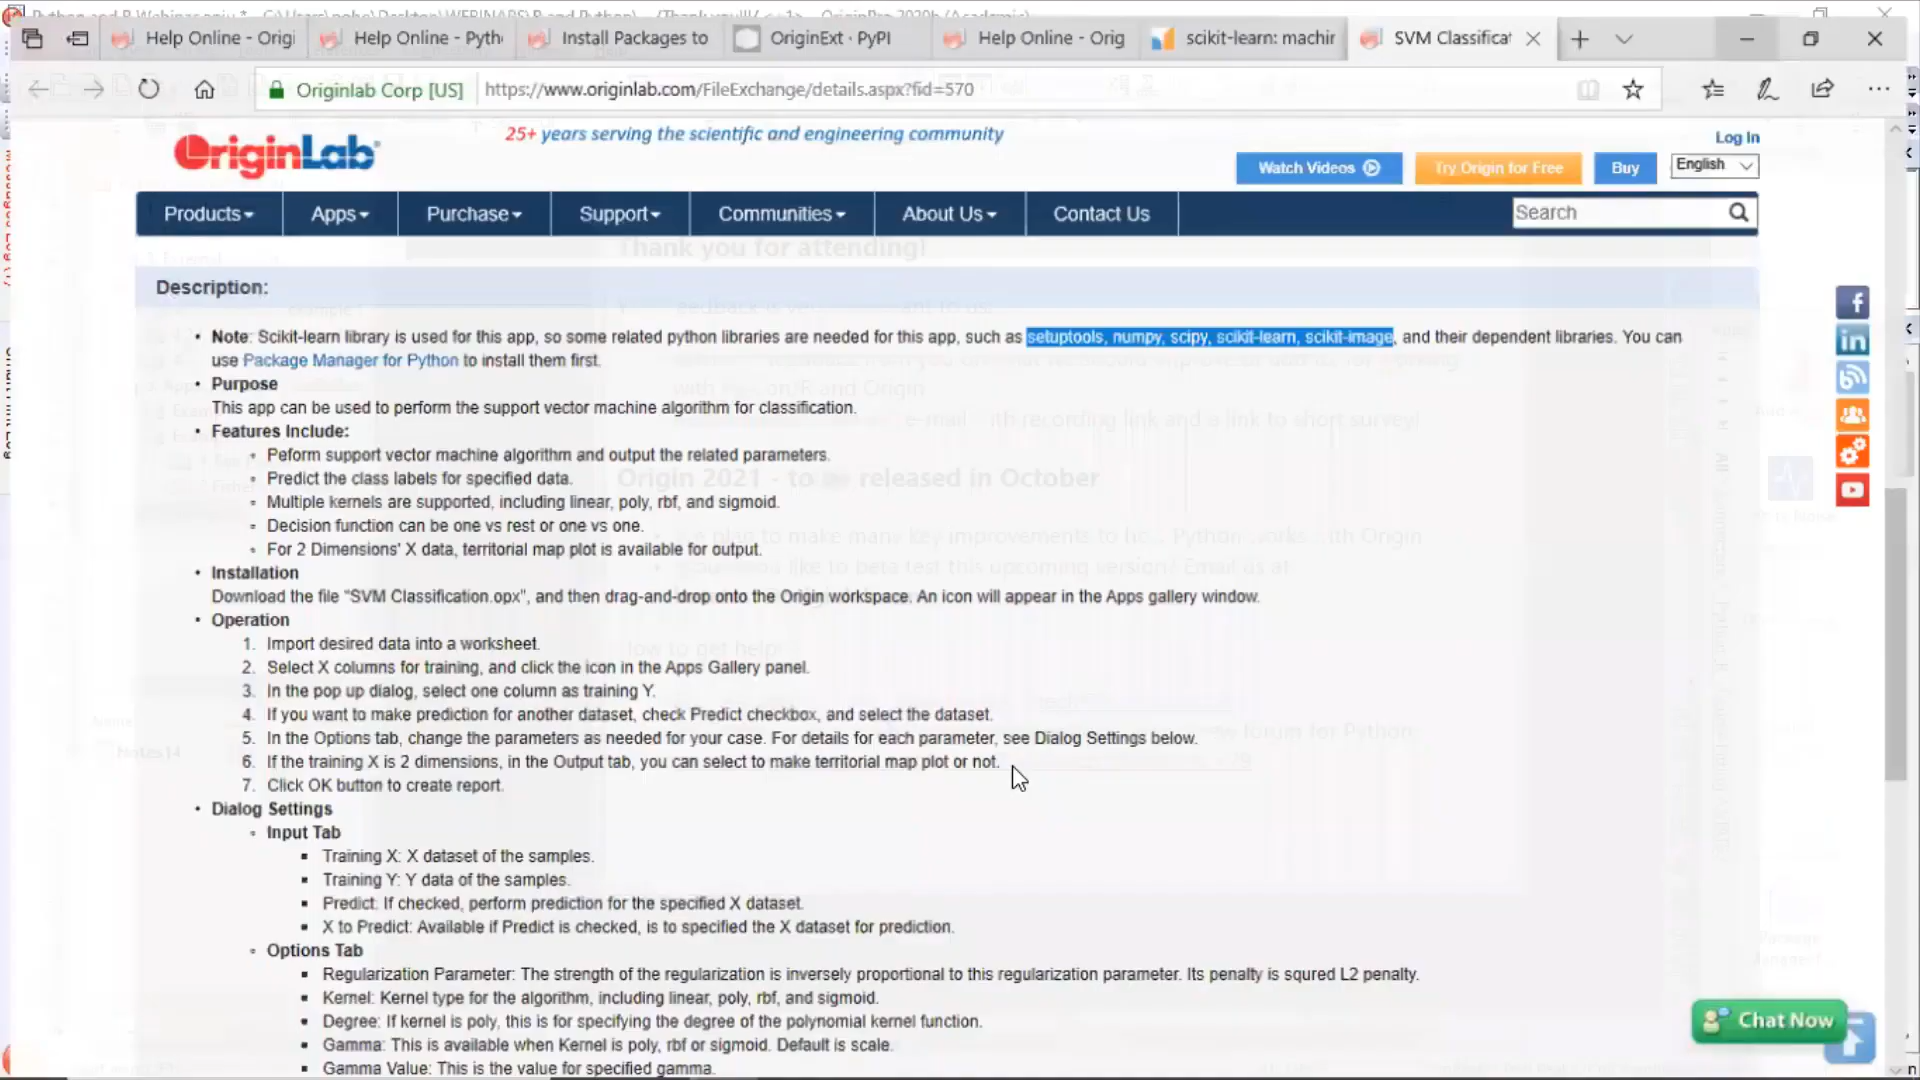 Help Online - Origi
Help Online - Pyth
Install Packages to
OriginExt · PyPI
Help Online - Orig
scikit-learn: machir
SVM Classificat
Originlab Corp [US]
https://www.originlab.com/FileExchange/details.aspx?fid=570
OriginLab
25+ years serving the scientific and engineering community
Log In
Watch Videos
Try Origin for Free
Buy
English
Products
Apps
Purchase
Support
Communities
About Us
Contact Us
Search
Thank you for attending!
Description:
• Note: Scikit-learn library is used for this app, so some related python libraries are needed for this app, such as setuptools, numpy, scipy, scikit-learn, scikit-image, and their dependent libraries. You can
use Package Manager for Python to install them first.
• Purpose
This app can be used to perform the support vector machine algorithm for classification.
• Features Include:
◦ Peform support vector machine algorithm and output the related parameters.
◦ Predict the class labels for specified data.
◦ Multiple kernels are supported, including linear, poly, rbf, and sigmoid.
◦ Decision function can be one vs rest or one vs one.
◦ For 2 Dimensions' X data, territorial map plot is available for output.
Origin 2021 - to be released in October
• Installation
Download the file "SVM Classification.opx", and then drag-and-drop onto the Origin workspace. An icon will appear in the Apps gallery window.
• Operation
1. Import desired data into a worksheet.
2. Select X columns for training, and click the icon in the Apps Gallery panel.
3. In the pop up dialog, select one column as training Y.
4. If you want to make prediction for another dataset, check Predict checkbox, and select the dataset.
5. In the Options tab, change the parameters as needed for your case. For details for each parameter, see Dialog Settings below.
6. If the training X is 2 dimensions, in the Output tab, you can select to make territorial map plot or not.
7. Click OK button to create report.
• Dialog Settings
◦ Input Tab
▪ Training X: X dataset of the samples.
▪ Training Y: Y data of the samples.
▪ Predict: If checked, perform prediction for the specified X dataset.
▪ X to Predict: Available if Predict is checked, is to specified the X dataset for prediction.
◦ Options Tab
▪ Regularization Parameter: The strength of the regularization is inversely proportional to this regularization parameter. Its penalty is squred L2 penalty.
▪ Kernel: Kernel type for the algorithm, including linear, poly, rbf, and sigmoid.
▪ Degree: If kernel is poly, this is for specifying the degree of the polynomial kernel function.
▪ Gamma: This is available when Kernel is poly, rbf or sigmoid. Default is scale.
▪ Gamma Value: This is the value for specified gamma.
Chat Now